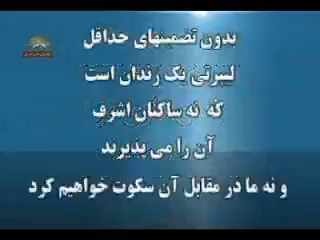 بدون تضمینهای حداقل
لیبرتی یک زندان است
که نه ساکنان اشرف
آن را می پذیرند
و نه ما در مقابل آن سکوت خواهیم کرد